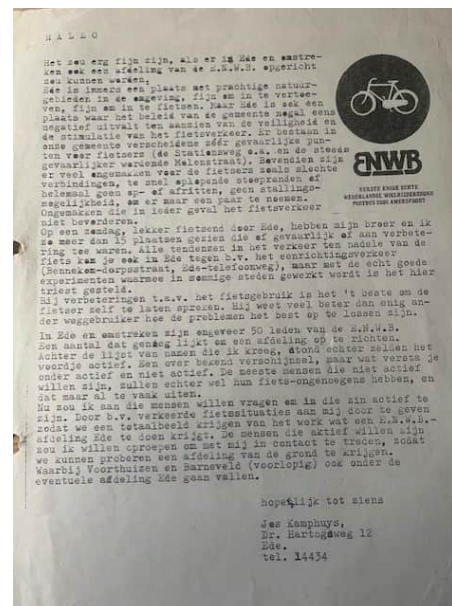 HALLO
Het zou erg fijn zijn, als er in Ede en omstre-
ken ook een afdeling van de E.N.W.B. opgericht
zou kunnen worden.
Ede is immers een plaats met prachtige natuur-
gebieden in de omgeving, fijn om in te vertoe-
ven, fijn om in te fietsen. Maar Ede is ook een
plaats waar het beleid van de gemeente nogal eens
negatief uitvalt ten aanzien van de veiligheid en
de stimulatie van het fietsverkeer. Er bestaan in
onze gemeente verscheidene zéér gevaarlijke pun-
ten voor fietsers (de Stationsweg o.a. en de steeds
gevaarlijker wordende Molenstraat). Bovendien zijn
er veel ongemakken voor de fietsers zoals slechte
verbindingen, te snel oplopende stoepranden of
helemaal geen op- of afritten, geen stallings-
mogelijkheid, om er maar een paar te noemen.
Ongemakken die in ieder geval het fietsverkeer
niet bevorderen.
ENWB
EERSTE ENIGE ECHTE
NEDERLANDSE WIELRIJDERSBOND
POSTBUS AMERSFOORT
Op een zondag, lekker fietsend door Ede, hebben mijn broer en ik
zo meer dan 15 plaatsen gezien die of gevaarlijk of aan verbete-
ring toe waren. Alle tendenzen in het verkeer ten nadele van de
fiets kom je ook in Ede tegen b.v. het eenrichtingsverkeer
(Bennekom-dorpsstraat, Ede-telefoonweg), maar met de echt goede
experimenten waarmee in sommige steden gewerkt wordt is het hier
triest gesteld.
Bij verbeteringen t.a.v. het fietsgebruik is het 't beste om de
fietser zelf te laten spreken. Hij weet veel beter dan enig an-
der weggebruiker hoe de problemen het best op te lossen zijn.
In Ede en omstreken zijn ongeveer 50 leden van de E.N.W.B.
Een aantal dat genoeg lijkt om een afdeling op te richten.
Achter de lijst van namen die ik kreeg, stond echter zelden het
woordje actief. Een over bekend verschijnsel, maar wat versta je
onder actief en niet actief. De meeste mensen die niet actief
willen zijn, zullen echter wel hun fiets-ongenoegens hebben, en
dat maar al te vaak uiten.
Nu zou ik aan die mensen willen vragen om in die zin actief te
zijn. Door b.v. verkeerde fietssituaties aan mij door te geven
zodat we een totaalbeeld krijgen van het werk wat een E.N.W.B.-
afdeling Ede te doen krijgt. De mensen die aktief willen zijn
zou ik willen oproepen om met mij in contact te treden, zodat
we kunnen proberen een afdeling van de grond te krijgen.
Waarbij Voorthuizen en Barneveld (voorlopig) ook onder de
eventuele afdeling Ede gaan vallen.
hopelijk tot ziens
Jos Kamphuys,
Dr. Hartogsweg 12
Ede.
tel. 14434